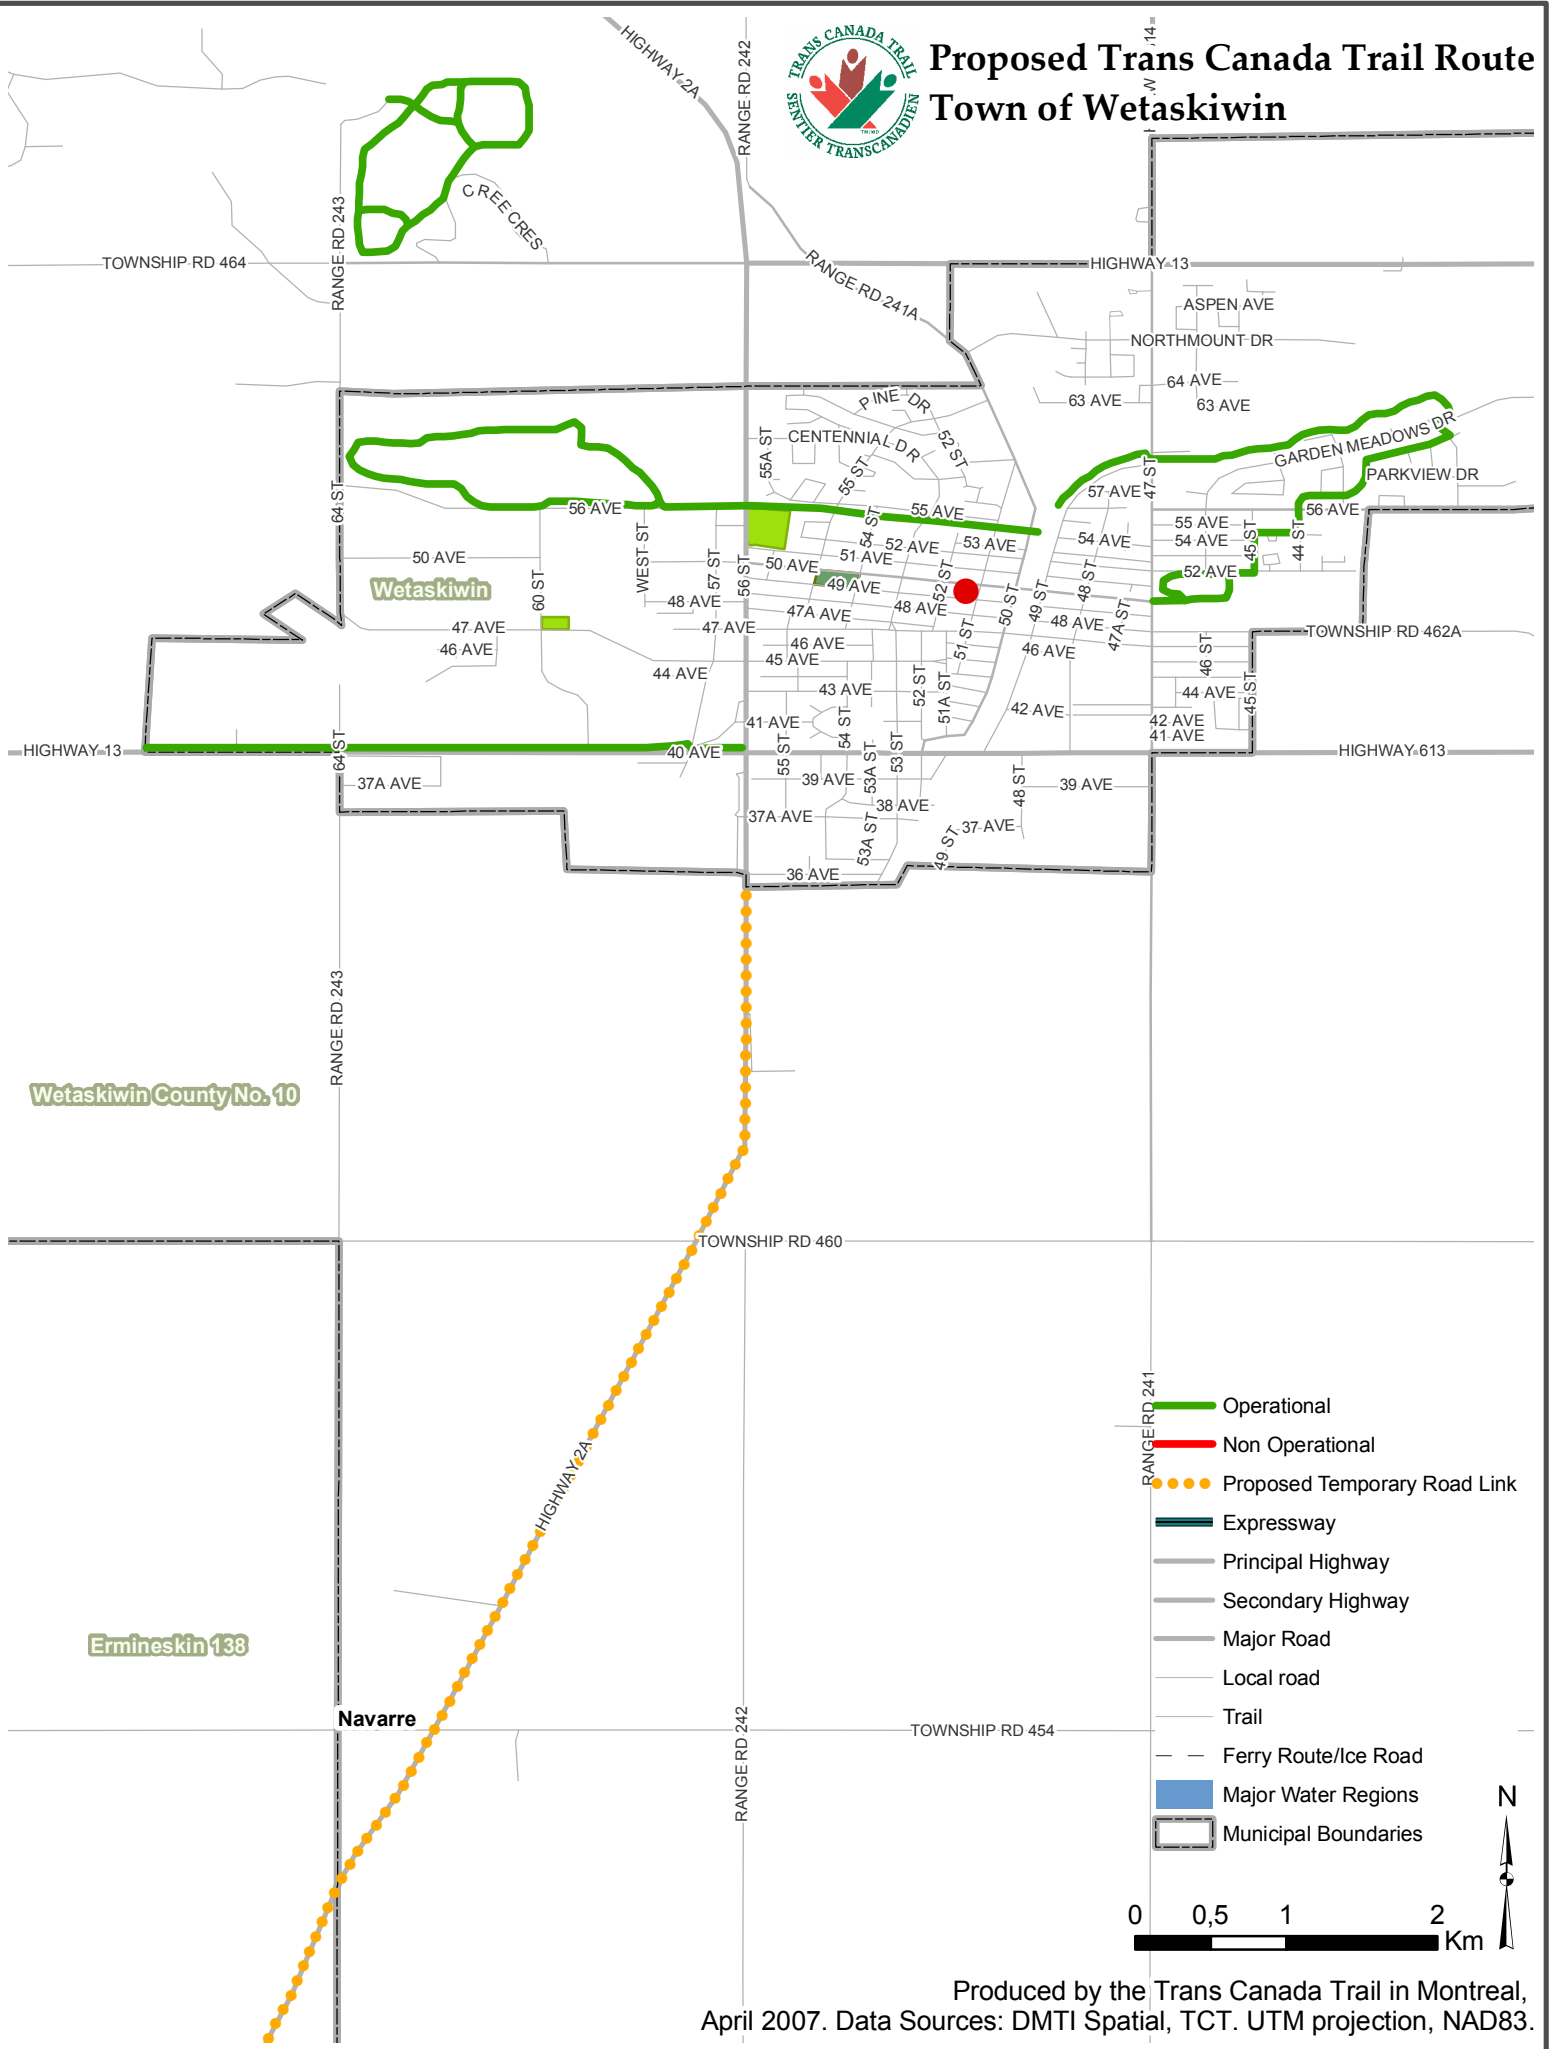 TRANS CANADA TRAIL
SENTIER TRANSCANADIEN
TM/MD
Proposed Trans Canada Trail Route
Town of Wetaskiwin
HIGHWAY 2A
RANGE RD 242
CREE CRES
RANGE RD 243
TOWNSHIP RD 464
RANGE RD 241A
HIGHWAY 13
ASPEN AVE
NORTHMOUNT DR
64 AVE
63 AVE
63 AVE
PINE DR
CENTENNIAL DR
52 ST
55A ST
55 ST
GARDEN MEADOWS DR
PARKVIEW DR
47 ST
57 AVE
64 ST
56 AVE
55 AVE
54 ST
56 AVE
55 AVE
54 AVE
45 ST
44 ST
52 AVE
53 AVE
54 AVE
51 AVE
50 AVE
50 AVE
WEST ST
57 ST
56 ST
60 ST
52 AVE
49 AVE
52 ST
48 ST
49 ST
50 ST
Wetaskiwin
48 AVE
47A AVE
48 AVE
48 AVE
47A ST
47 AVE
47 AVE
46 AVE
46 AVE
51 ST
46 AVE
46 ST
TOWNSHIP RD 462A
45 AVE
44 AVE
43 AVE
52 ST
51A ST
44 AVE
45 ST
42 AVE
42 AVE
41 AVE
41 AVE
54 ST
HIGHWAY 13
64 ST
40 AVE
55 ST
53A ST
53 ST
HIGHWAY 613
37A AVE
39 AVE
48 ST
39 AVE
38 AVE
37A AVE
53A ST
49 ST
37 AVE
36 AVE
RANGE RD 243
Wetaskiwin County No. 10
TOWNSHIP RD 460
HIGHWAY 2A
RANGE RD 241
Ermineskin 138
Navarre
RANGE RD 242
TOWNSHIP RD 454
Operational
Non Operational
Proposed Temporary Road Link
Expressway
Principal Highway
Secondary Highway
Major Road
Local road
Trail
Ferry Route/Ice Road
Major Water Regions
Municipal Boundaries
N
0 0,5 1 2
Km
Produced by the Trans Canada Trail in Montreal,
April 2007. Data Sources: DMTI Spatial, TCT. UTM projection, NAD83.